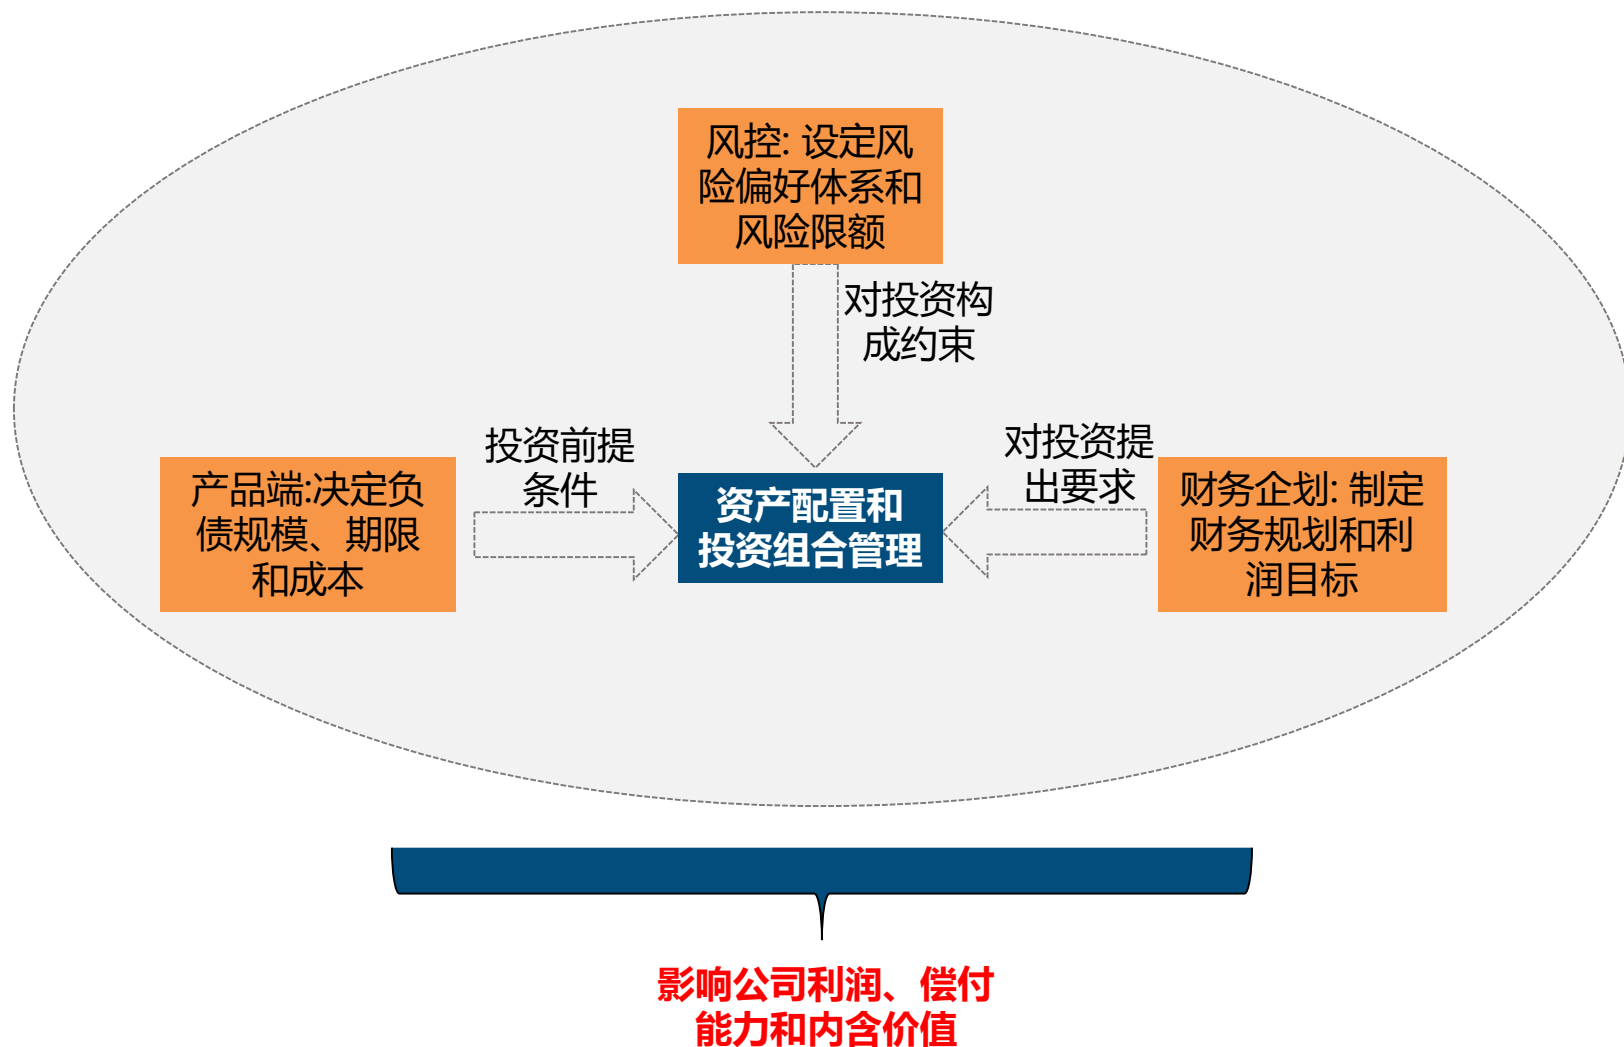 风控: 设定风
险偏好体系和
风险限额
对投资构
成约束
投资前提
条件
对投资提
出要求
产品端:决定负
债规模、期限
和成本
资产配置和
投资组合管理
财务企划: 制定
财务规划和利
润目标
影响公司利润、偿付
能力和内含价值